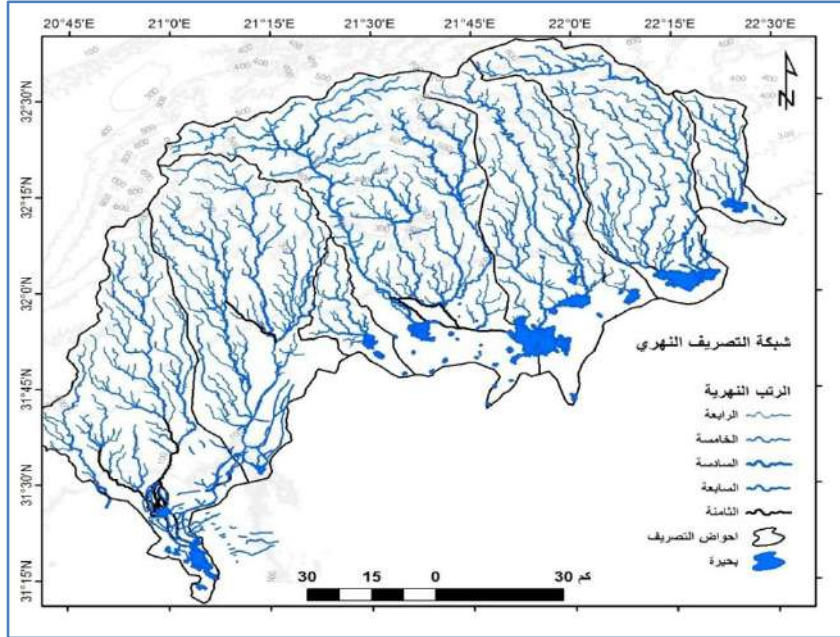 20°45'E 21°0'E 21°15'E 21°30'E 21°45'E 22°0'E 22°15'E 22°30'E
32°30'N
32°15'N
32°0'N
31°45'N
31°30'N
31°15'N
N
شبكة التصريف النهري
الرتب النهرية
الرابعة
الخامسة
السادسة
السابعة
الثامنة
احواض التصريف
بحيرة
30 15 0 30 كم